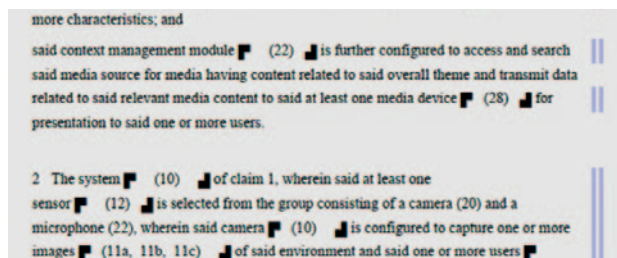 more characteristics; and
said context management module ▛ (22) ▟ is further configured to access and search
said media source for media having content related to said overall theme and transmit data
related to said relevant media content to said at least one media device ▛ (28) ▟ for
presentation to said one or more users.
2 The system ▛ (10) ▟ of claim 1, wherein said at least one
sensor ▛ (12) ▟ is selected from the group consisting of a camera (20) and a
microphone (22), wherein said camera ▛ (10) ▟ is configured to capture one or more
images ▛ (11a, 11b, 11c) ▟ of said environment and said one or more users ▛